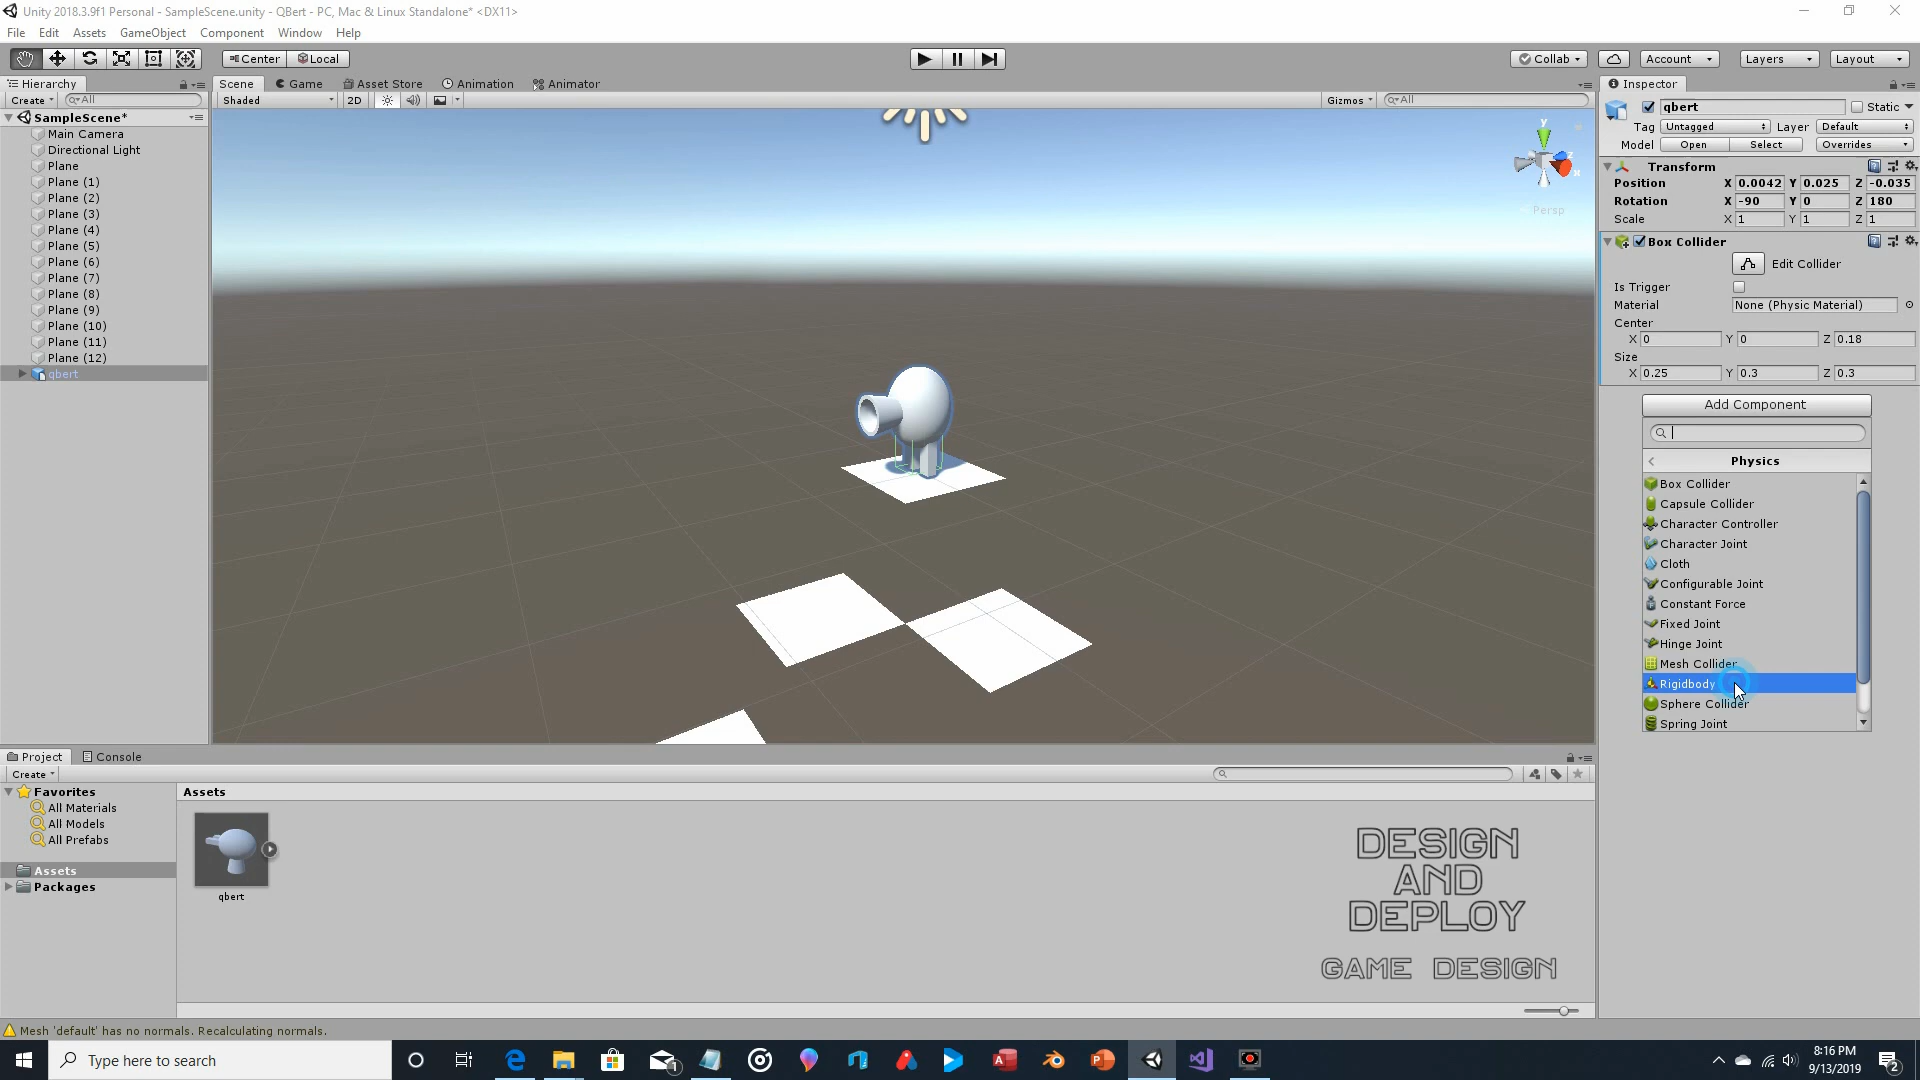 Unity 2018.3.9f1 Personal - SampleScene.unity - QBert - PC, Mac & Linux Standalone* <DX11>
File Edit Assets GameObject Component Window Help
Center Local
Collab Account Layers Layout
Hierarchy
Create All
SampleScene*
Main Camera
Directional Light
Plane
Plane (1)
Plane (2)
Plane (3)
Plane (4)
Plane (5)
Plane (6)
Plane (7)
Plane (8)
Plane (9)
Plane (10)
Plane (11)
Plane (12)
qbert
Scene Game Asset Store Animation Animator
Shaded 2D Gizmos All
y
x
z
Persp
Inspector
qbert Static
Tag Untagged Layer Default
Model Open Select Overrides
Transform
Position X 0.0042 Y 0.025 Z -0.035
Rotation X -90 Y 0 Z 180
Scale X 1 Y 1 Z 1
Box Collider
Edit Collider
Is Trigger
Material None (Physic Material)
Center
X 0 Y 0 Z 0.18
Size
X 0.25 Y 0.3 Z 0.3
Add Component
Physics
Box Collider
Capsule Collider
Character Controller
Character Joint
Cloth
Configurable Joint
Constant Force
Fixed Joint
Hinge Joint
Mesh Collider
Rigidbody
Sphere Collider
Spring Joint
Project Console
Create
Favorites
All Materials
All Models
All Prefabs
Assets
Packages
Assets
qbert
DESIGN
AND
DEPLOY
GAME DESIGN
Mesh 'default' has no normals. Recalculating normals.
Type here to search
1
8:16 PM
9/13/2019
2